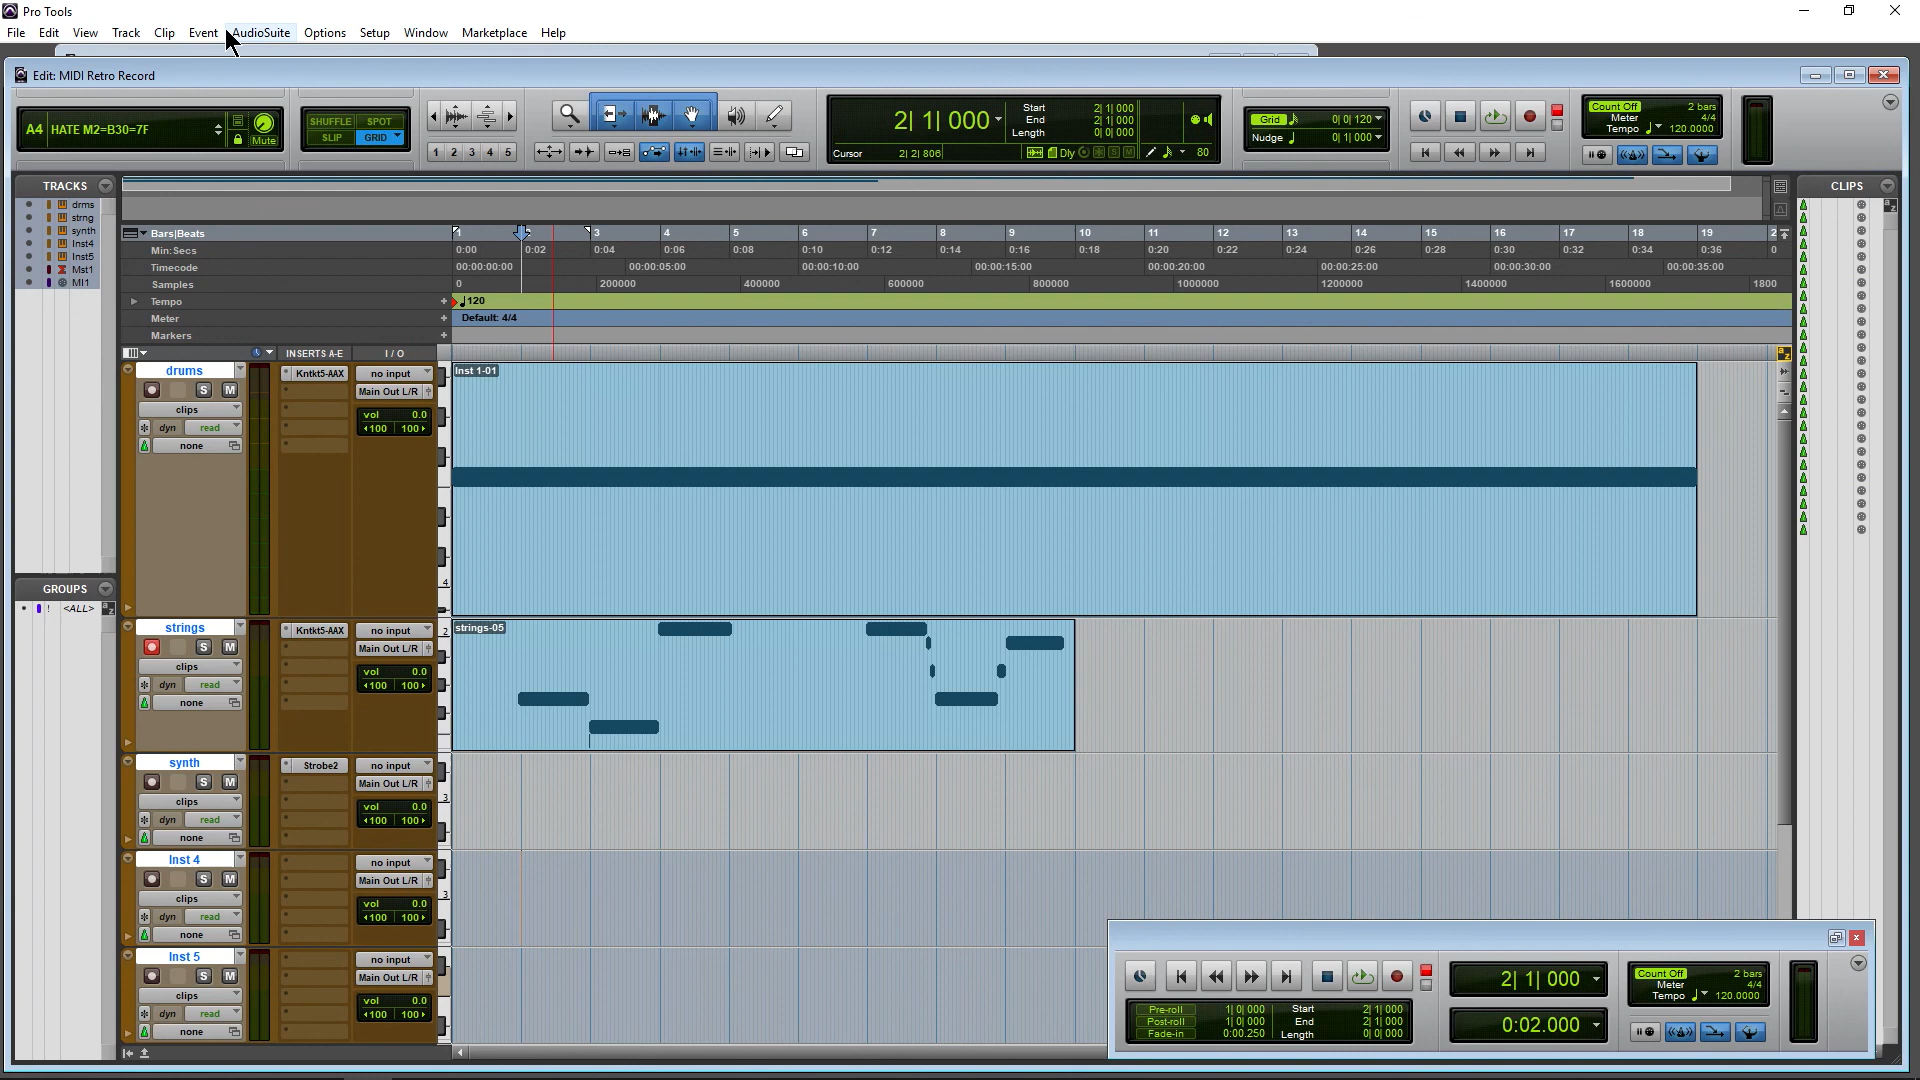 Pro Tools
File Edit View Track Clip Event AudioSuite Options Setup Window Marketplace Help
Edit: MIDI Retro Record
A4 HATE M2=B30=7F Mute
SHUFFLE SPOT
SLIP GRID
1 2 3 4 5
2| 1| 000
Start 2| 1| 000
End 2| 1| 000
Length 0| 0| 000
Cursor 2| 2| 806 Dly S M 80
Grid 0| 0| 120
Nudge 0| 1| 000
Count Off 2 bars
Meter 4/4
Tempo 120.0000
TRACKS
drms
strng
synth
Inst4
Inst5
Mst1
MI1
GROUPS
! <ALL>
CLIPS
Bars|Beats 1 2 3 4 5 6 7 8 9 10 11 12 13 14 15 16 17 18 19 2
Min:Secs 0:00 0:02 0:04 0:06 0:08 0:10 0:12 0:14 0:16 0:18 0:20 0:22 0:24 0:26 0:28 0:30 0:32 0:34 0:36 0
Timecode 00:00:00:00 00:00:05:00 00:00:10:00 00:00:15:00 00:00:20:00 00:00:25:00 00:00:30:00 00:00:35:00
Samples 0 200000 400000 600000 800000 1000000 1200000 1400000 1600000 1800
Tempo 120
Meter Default: 4/4
Markers
INSERTS A-E I / O
drums Kntkt5-AAX no input Inst 1-01
S M Main Out L/R
clips vol 0.0
dyn read 100 100
none
4
strings Kntkt5-AAX no input 2 strings-05
S M Main Out L/R
clips vol 0.0
dyn read 100 100
none
synth Strobe2 no input
S M Main Out L/R
clips vol 0.0 3
dyn read 100 100
none
Inst 4 no input
S M Main Out L/R
clips vol 0.0 3
dyn read 100 100
none
Inst 5 no input
S M Main Out L/R
clips vol 0.0
dyn read 100 100
none
2| 1| 000
0:02.000
Pre-roll 1| 0| 000 Start 2| 1| 000
Post-roll 1| 0| 000 End 2| 1| 000
Fade-in 0:00.250 Length 0| 0| 000
Count Off 2 bars
Meter 4/4
Tempo 120.0000